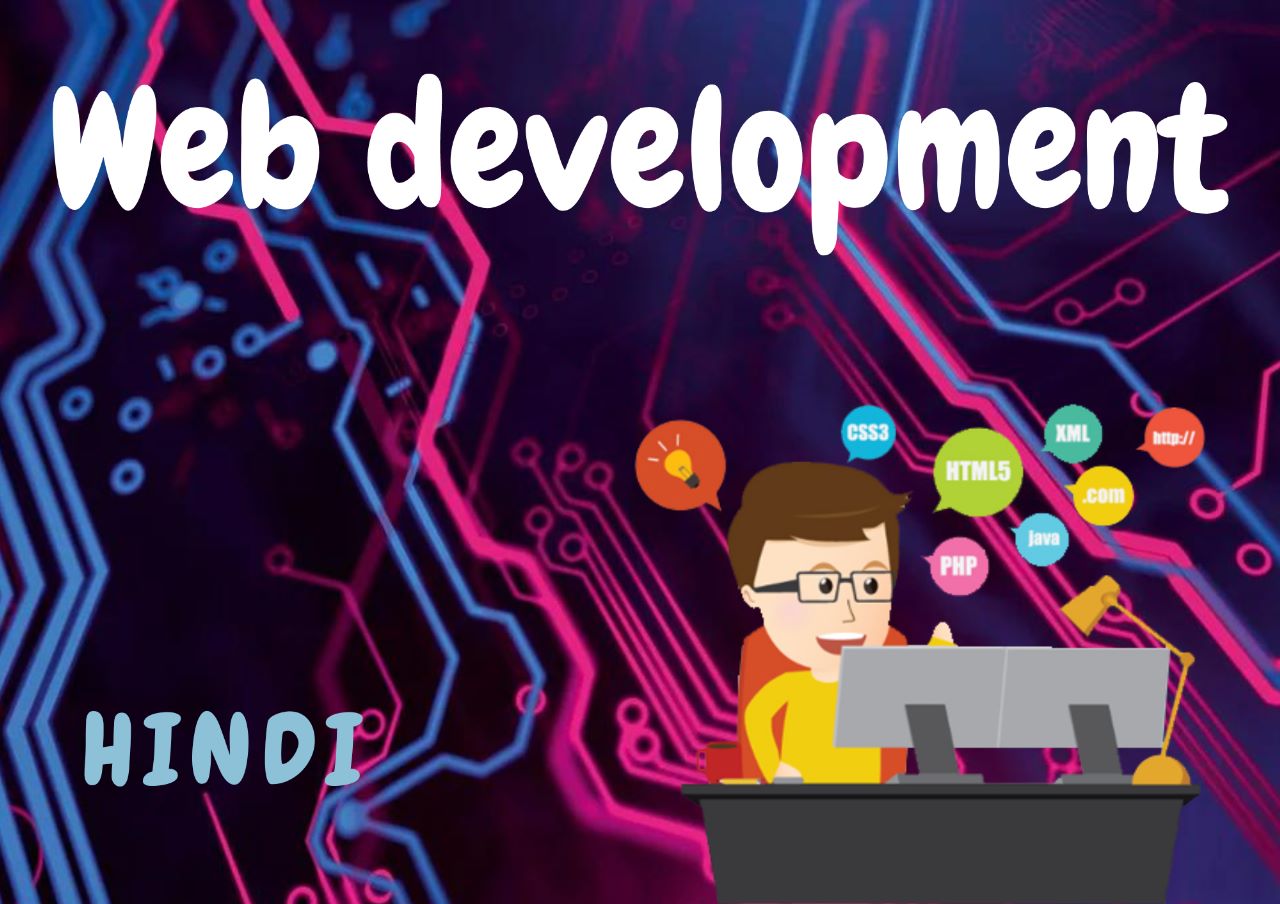 Web development
CSS3
XML
http://
HTML5
.com
java
PHP
HINDI